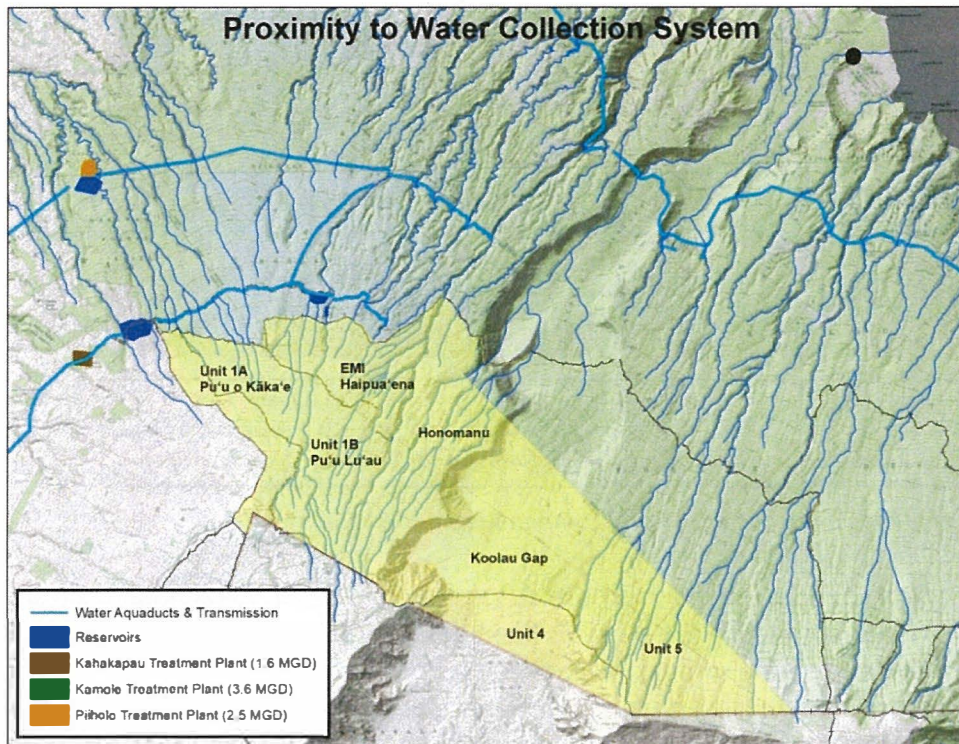 Proximity to Water Collection System
Unit 1A
Pu‘u o Kāka‘e
EMI
Haipua‘ena
Honomanu
Unit 1B
Pu‘u Lu‘au
Koolau Gap
Unit 4
Unit 5
Water Aquaducts & Transmission
Reservoirs
Kahakapau Treatment Plant (1.6 MGD)
Kamole Treatment Plant (3.6 MGD)
Piiholo Treatment Plant (2.5 MGD)